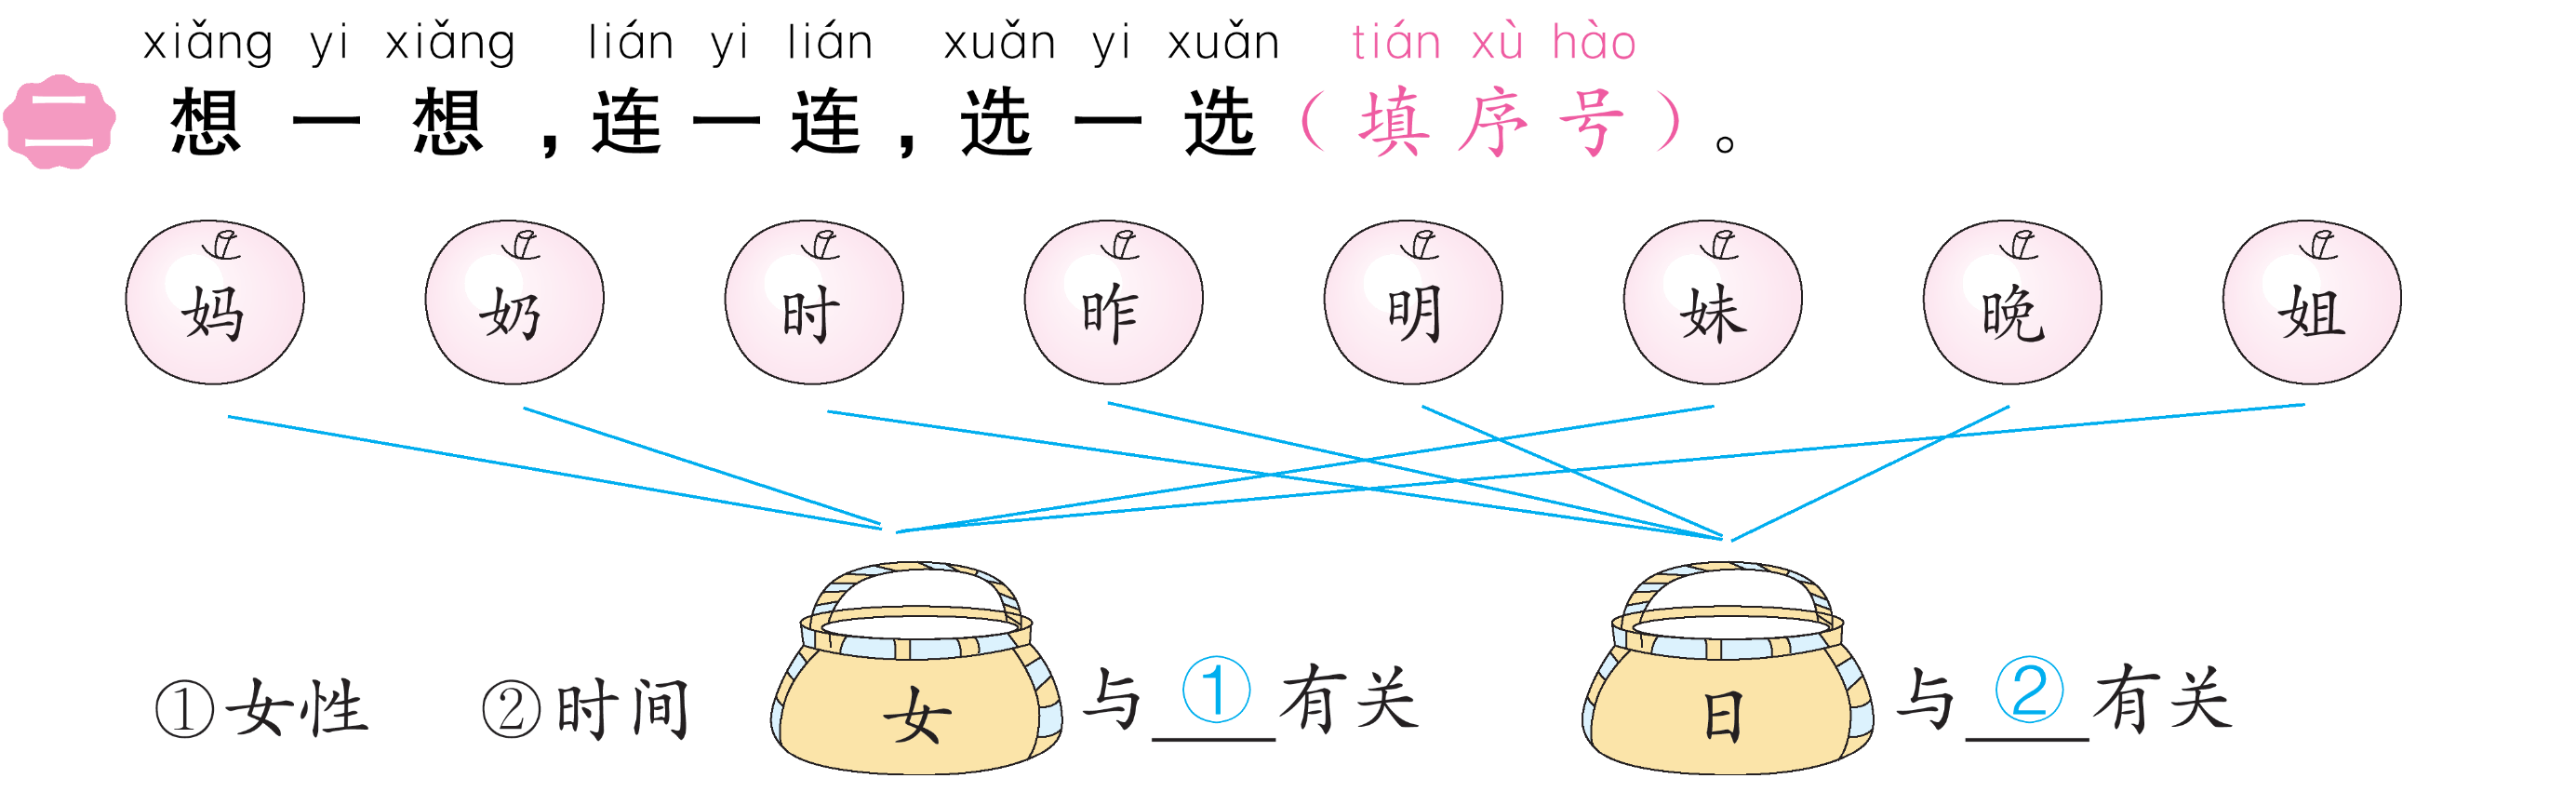 xiǎng yi xiǎng lián yi lián xuǎn yi xuǎn tián xù hào
二 想一想，连一连，选一选（填序号）。
妈 奶 时 昨 明 妹 晚 姐
①女性 ②时间 女 与①有关 日 与②有关